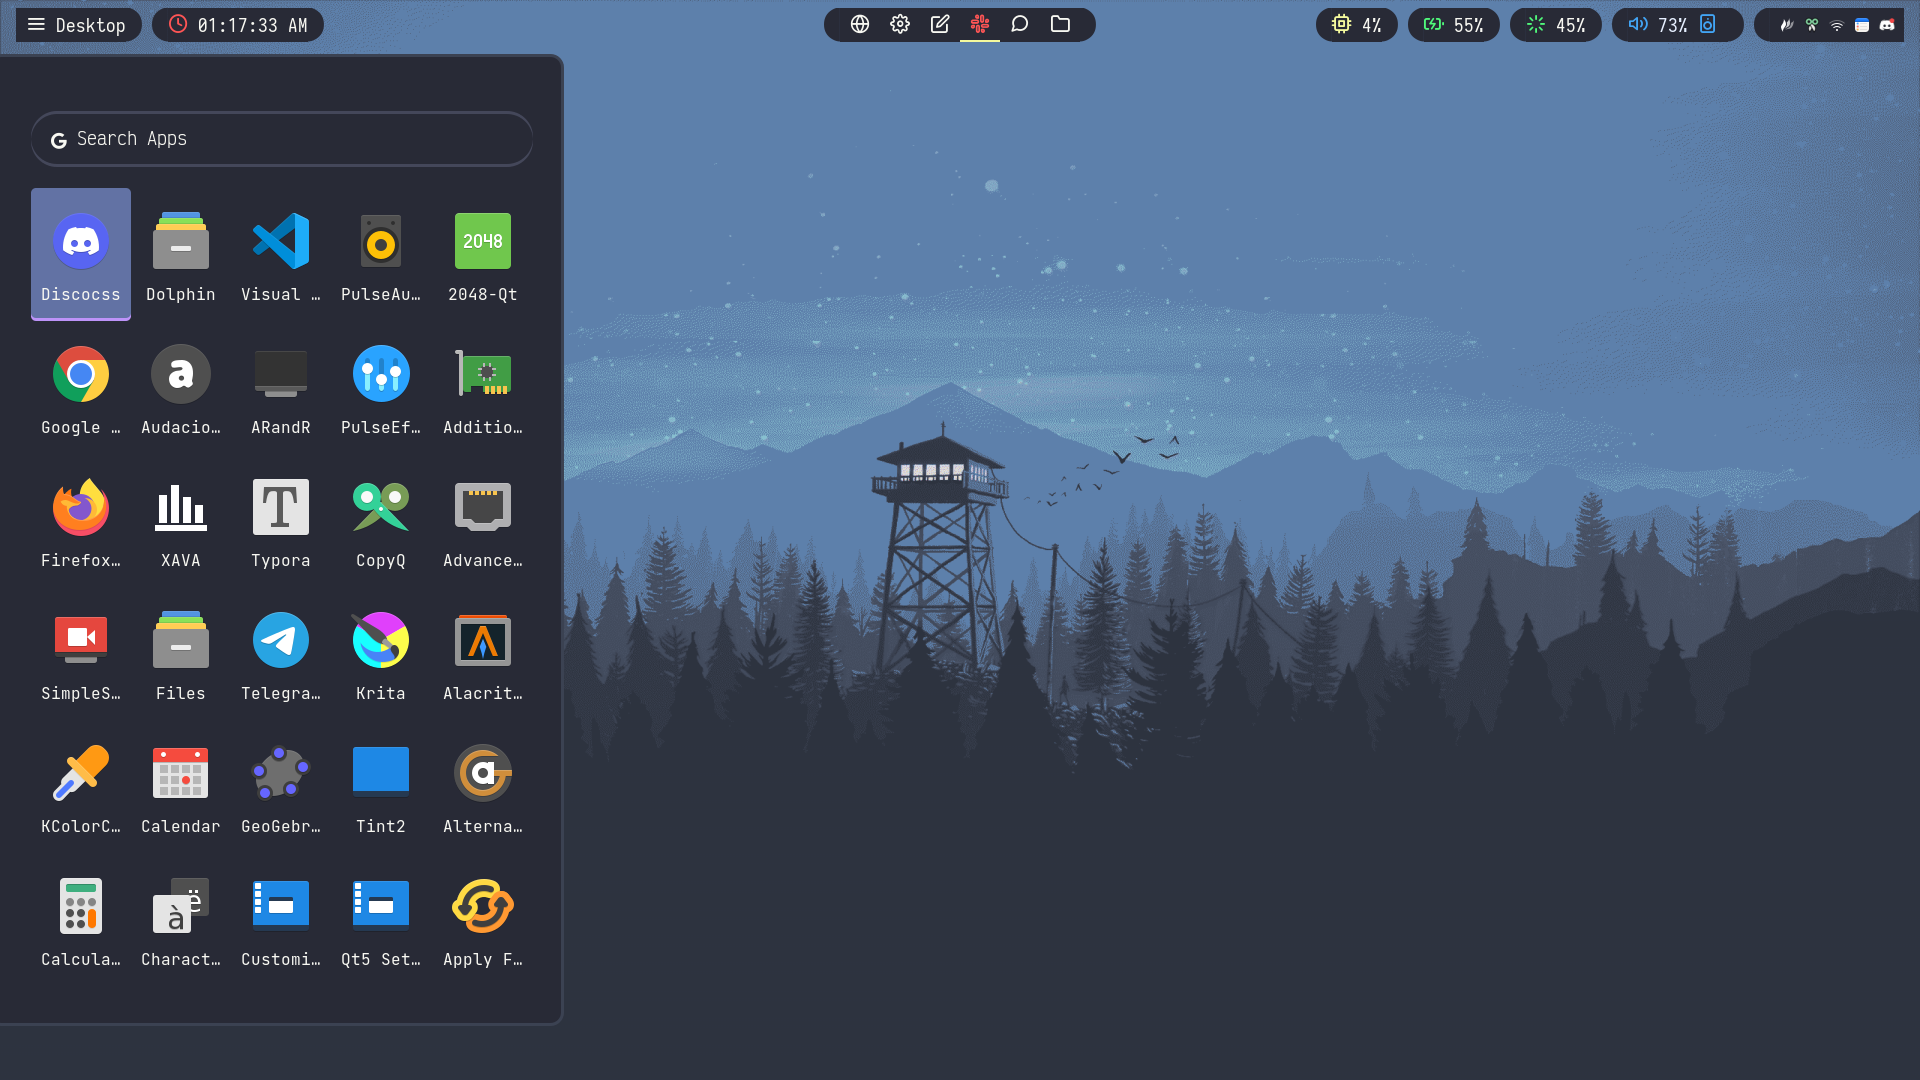 Desktop
01:17:33 AM
4%
55%
45%
73%
Search Apps
2048
Discocss
Dolphin
Visual …
PulseAu…
2048-Qt
Google …
Audacio…
ARandR
PulseEf…
Additio…
Firefox…
XAVA
Typora
CopyQ
Advance…
SimpleS…
Files
Telegra…
Krita
Alacrit…
KColorC…
Calendar
GeoGebr…
Tint2
Alterna…
à ë
Calcula…
Charact…
Customi…
Qt5 Set…
Apply F…